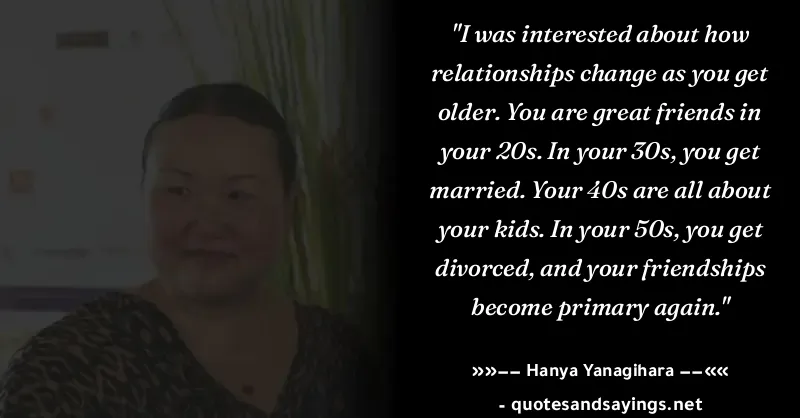 "I was interested about how
relationships change as you get
older. You are great friends in
your 20s. In your 30s, you get
married. Your 40s are all about
your kids. In your 50s, you get
divorced, and your friendships
become primary again."
»»−− Hanya Yanagihara −−««
- quotesandsayings.net